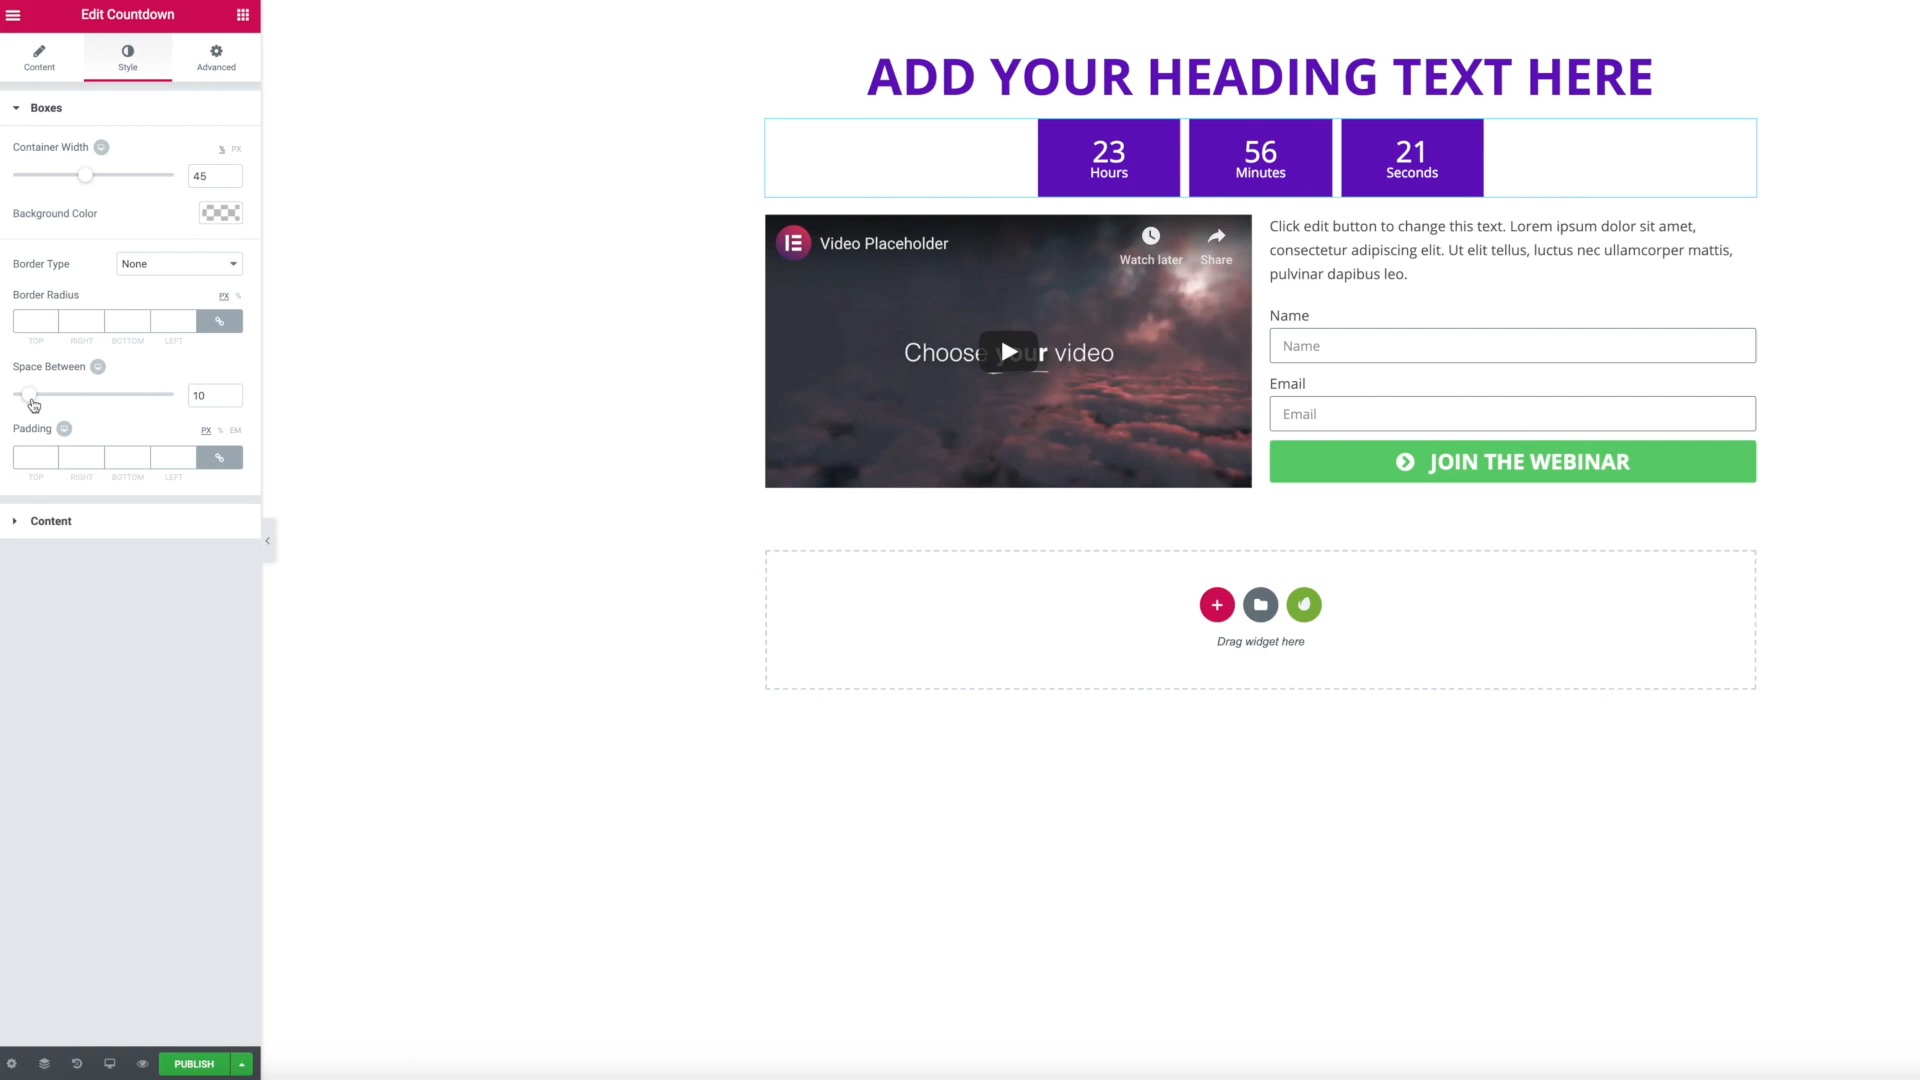 Edit Countdown
Content
Style
Advanced
Boxes
Container Width
% PX
45
Background Color
Border Type
None
Border Radius
PX %
TOP RIGHT BOTTOM LEFT
Space Between
10
Padding
PX % EM
TOP RIGHT BOTTOM LEFT
Content
PUBLISH
ADD YOUR HEADING TEXT HERE
23
Hours
56
Minutes
21
Seconds
Video Placeholder
Watch later
Share
Choose your video
Click edit button to change this text. Lorem ipsum dolor sit amet,
consectetur adipiscing elit. Ut elit tellus, luctus nec ullamcorper mattis,
pulvinar dapibus leo.
Name
Name
Email
Email
JOIN THE WEBINAR
Drag widget here